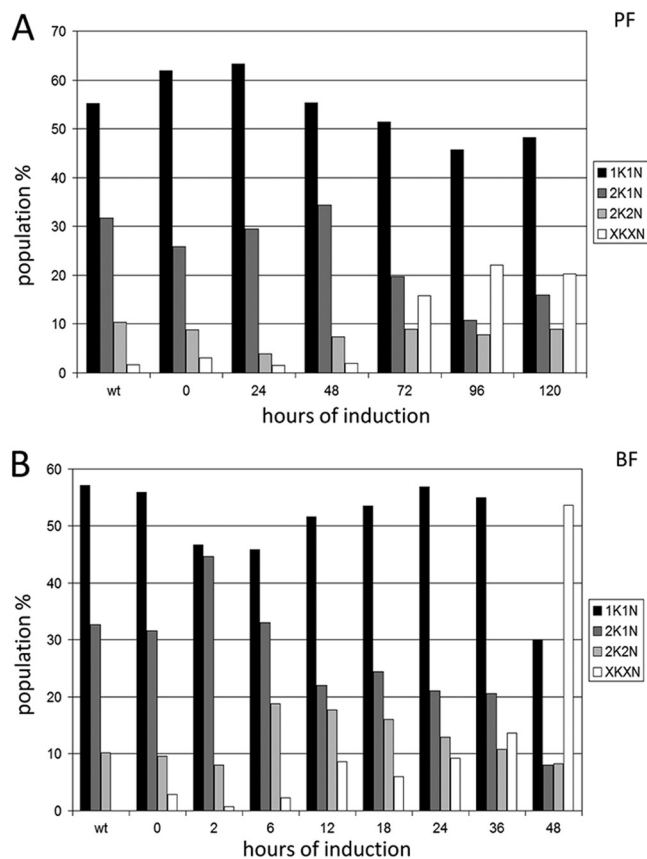 A
PF
70
60
50
40
30
20
10
0
population %
wt 0 24 48 72 96 120
hours of induction
1K1N
2K1N
2K2N
XKXN
B
BF
60
50
40
30
20
10
0
population %
wt 0 2 6 12 18 24 36 48
hours of induction
1K1N
2K1N
2K2N
XKXN